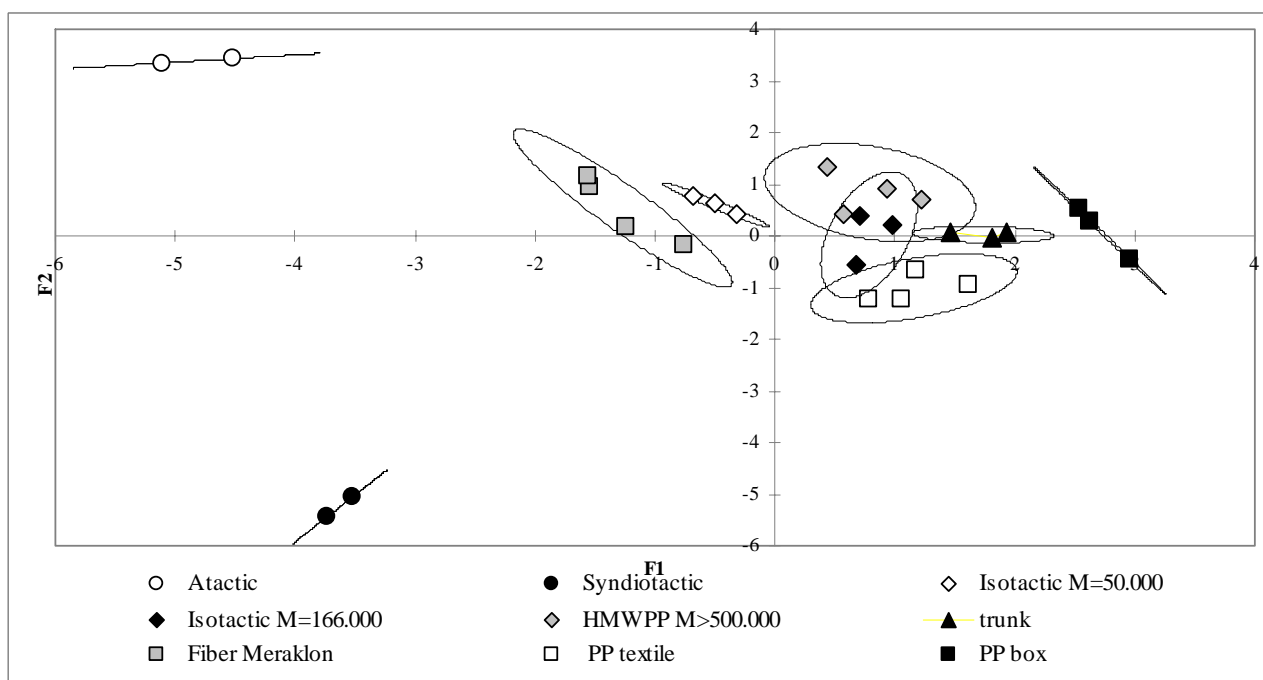 4
3
2
1
0
-6 -5 -4 -3 -2 -1 0 1 2 3 4
F2
-1
-2
-3
-4
-5
-6
F1
Atactic Syndiotactic Isotactic M=50.000
Isotactic M=166.000 HMWPP M>500.000 trunk
Fiber Meraklon PP textile PP box